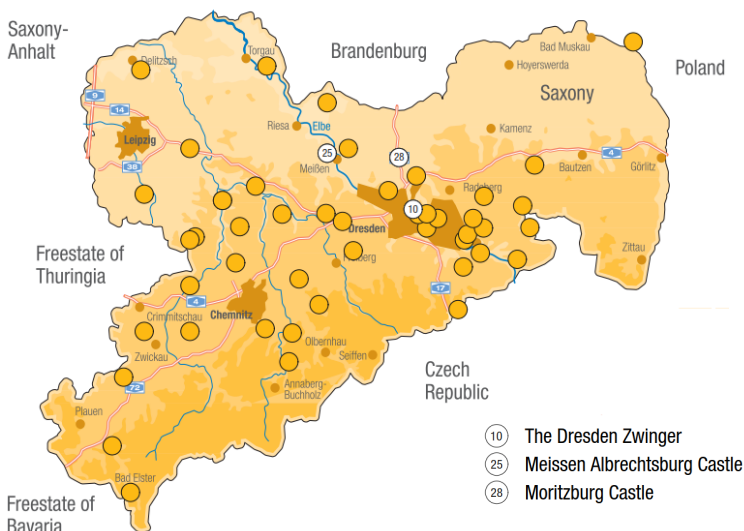 Saxony-
Anhalt
Delitzsch
Torgau
Brandenburg
Bad Muskau
Hoyerswerda
Poland
Saxony
9
14
Leipzig
38
Riesa
Elbe
25
Meißen
28
Kamenz
Bautzen
4
Görlitz
Radeberg
10
Dresden
Freestate of
Thuringia
Freiberg
Zittau
17
4
Crimmitschau
Chemnitz
Zwickau
Olbernhau
Seiffen
72
Annaberg-
Buchholz
Czech
Republic
Plauen
Bad Elster
Freestate of
Bavaria
10 The Dresden Zwinger
25 Meissen Albrechtsburg Castle
28 Moritzburg Castle